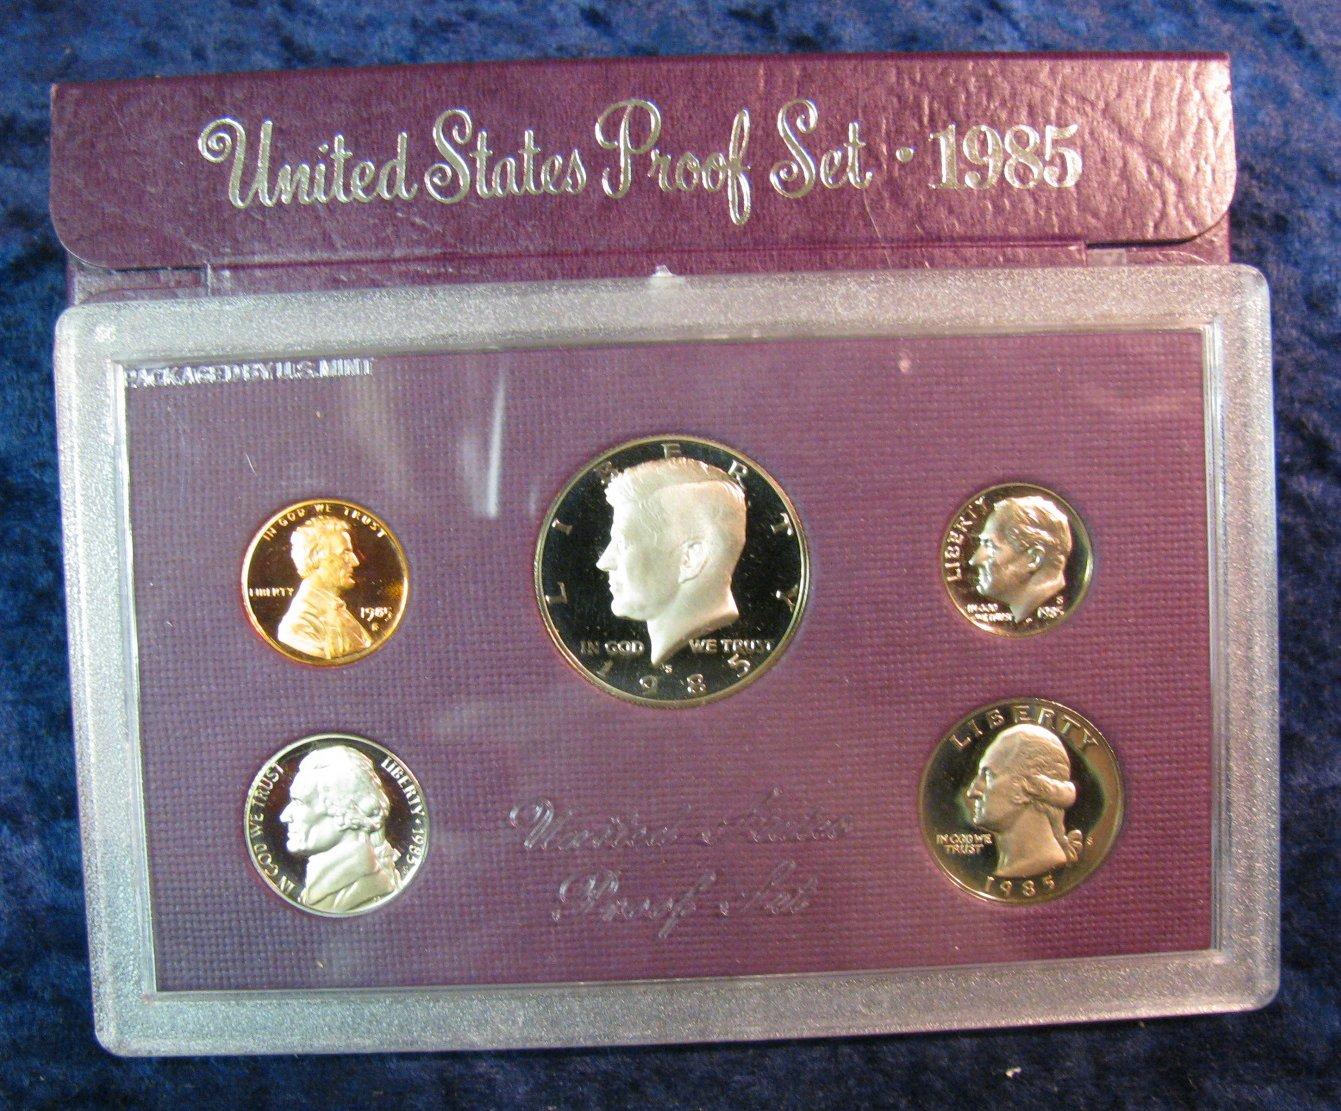 United States Proof Set · 1985
PACKAGED BY U.S. MINT
IN GOD WE TRUST
LIBERTY
1985
S
LIBERTY
IN GOD WE TRUST
S
1985
LIBERTY
IN GOD
WE TRUST
S
1985
IN GOD WE TRUST
LIBERTY · 1985
S
United States
Proof Set
LIBERTY
IN GOD WE
TRUST
S
1985